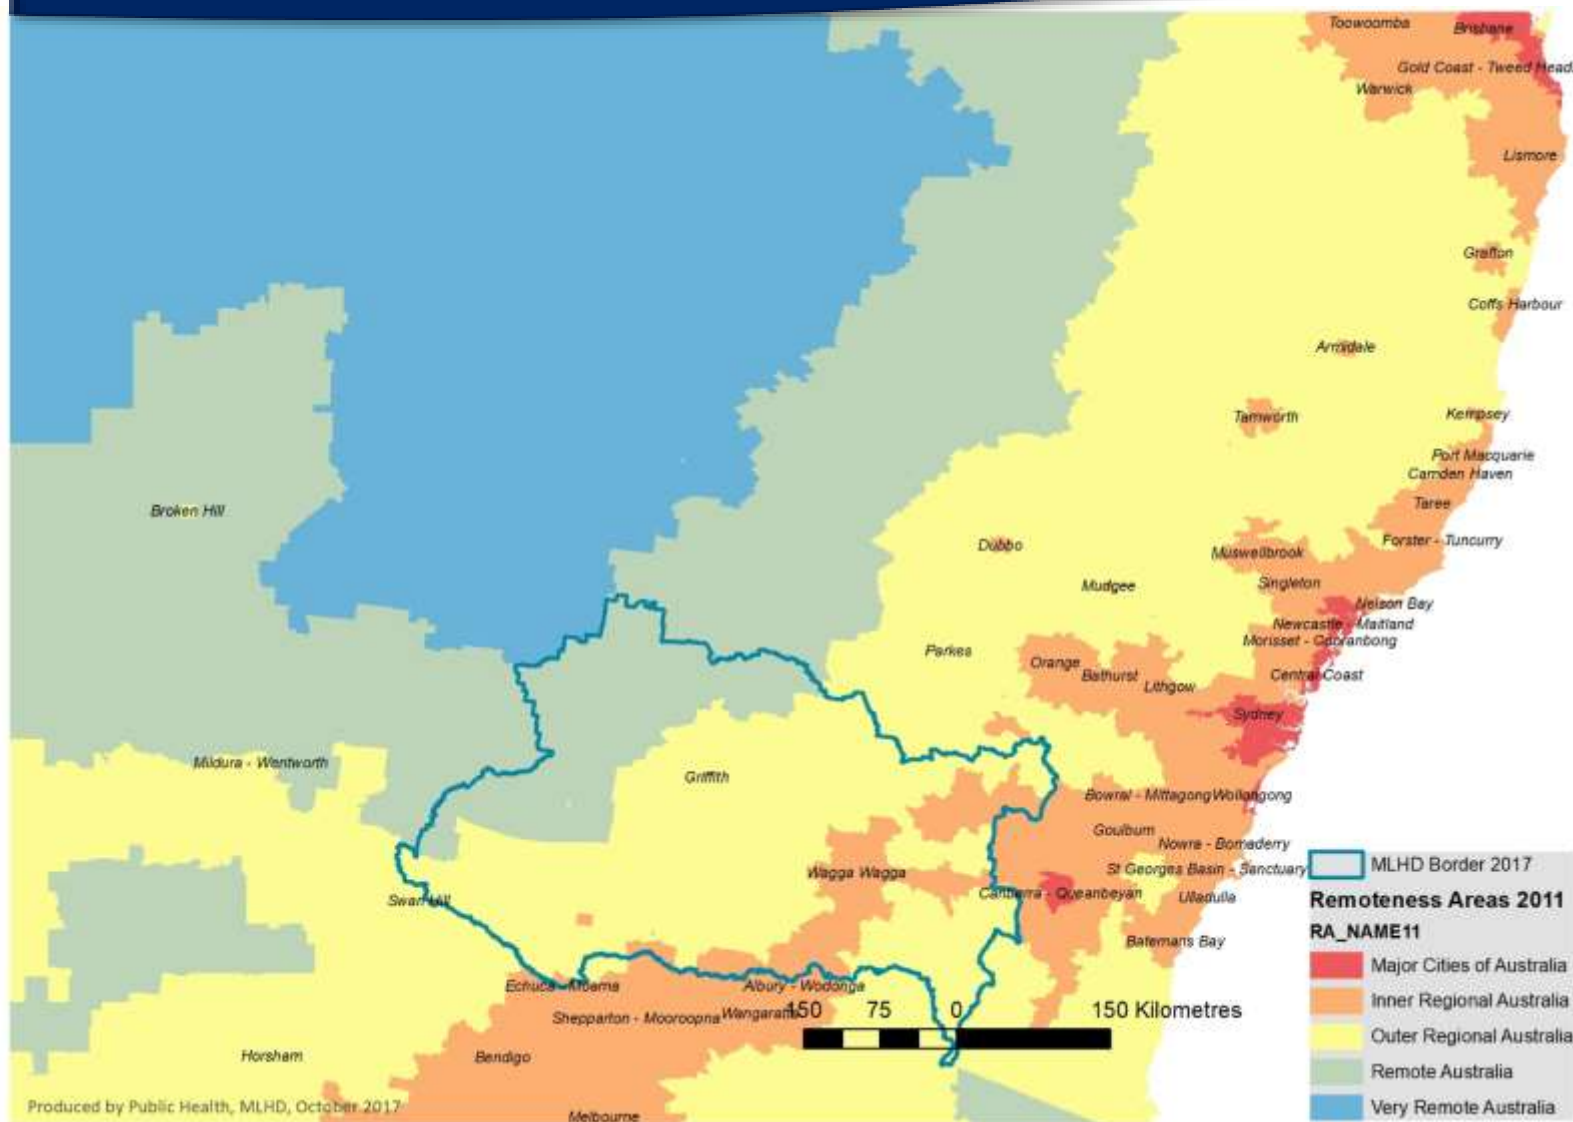 Toowoomba
Brisbane
Gold Coast - Tweed Head
Warwick
Lismore
Grafton
Coffs Harbour
Armidale
Tamworth
Kempsey
Port Macquarie
Camden Haven
Taree
Broken Hill
Forster - Tuncurry
Dubbo
Muswellbrook
Mudgee
Singleton
Nelson Bay
Newcastle - Maitland
Morisset - Cooranbong
Parkes
Orange
Bathurst
Lithgow
Central Coast
Sydney
Mildura - Wentworth
Griffith
Bowral - Mittagong
Wollongong
Goulburn
Nowra - Bomaderry
Wagga Wagga
St Georges Basin - Sanctuary
Swan Hill
Canberra - Queanbeyan
Ulladulla
Batemans Bay
Echuca - Moama
Albury - Wodonga
Shepparton - Mooroopna
Horsham
Bendigo
Melbourne
150 75 0 150 Kilometres
MLHD Border 2017
Remoteness Areas 2011
RA_NAME11
Major Cities of Australia
Inner Regional Australia
Outer Regional Australia
Remote Australia
Very Remote Australia
Produced by Public Health, MLHD, October 2017